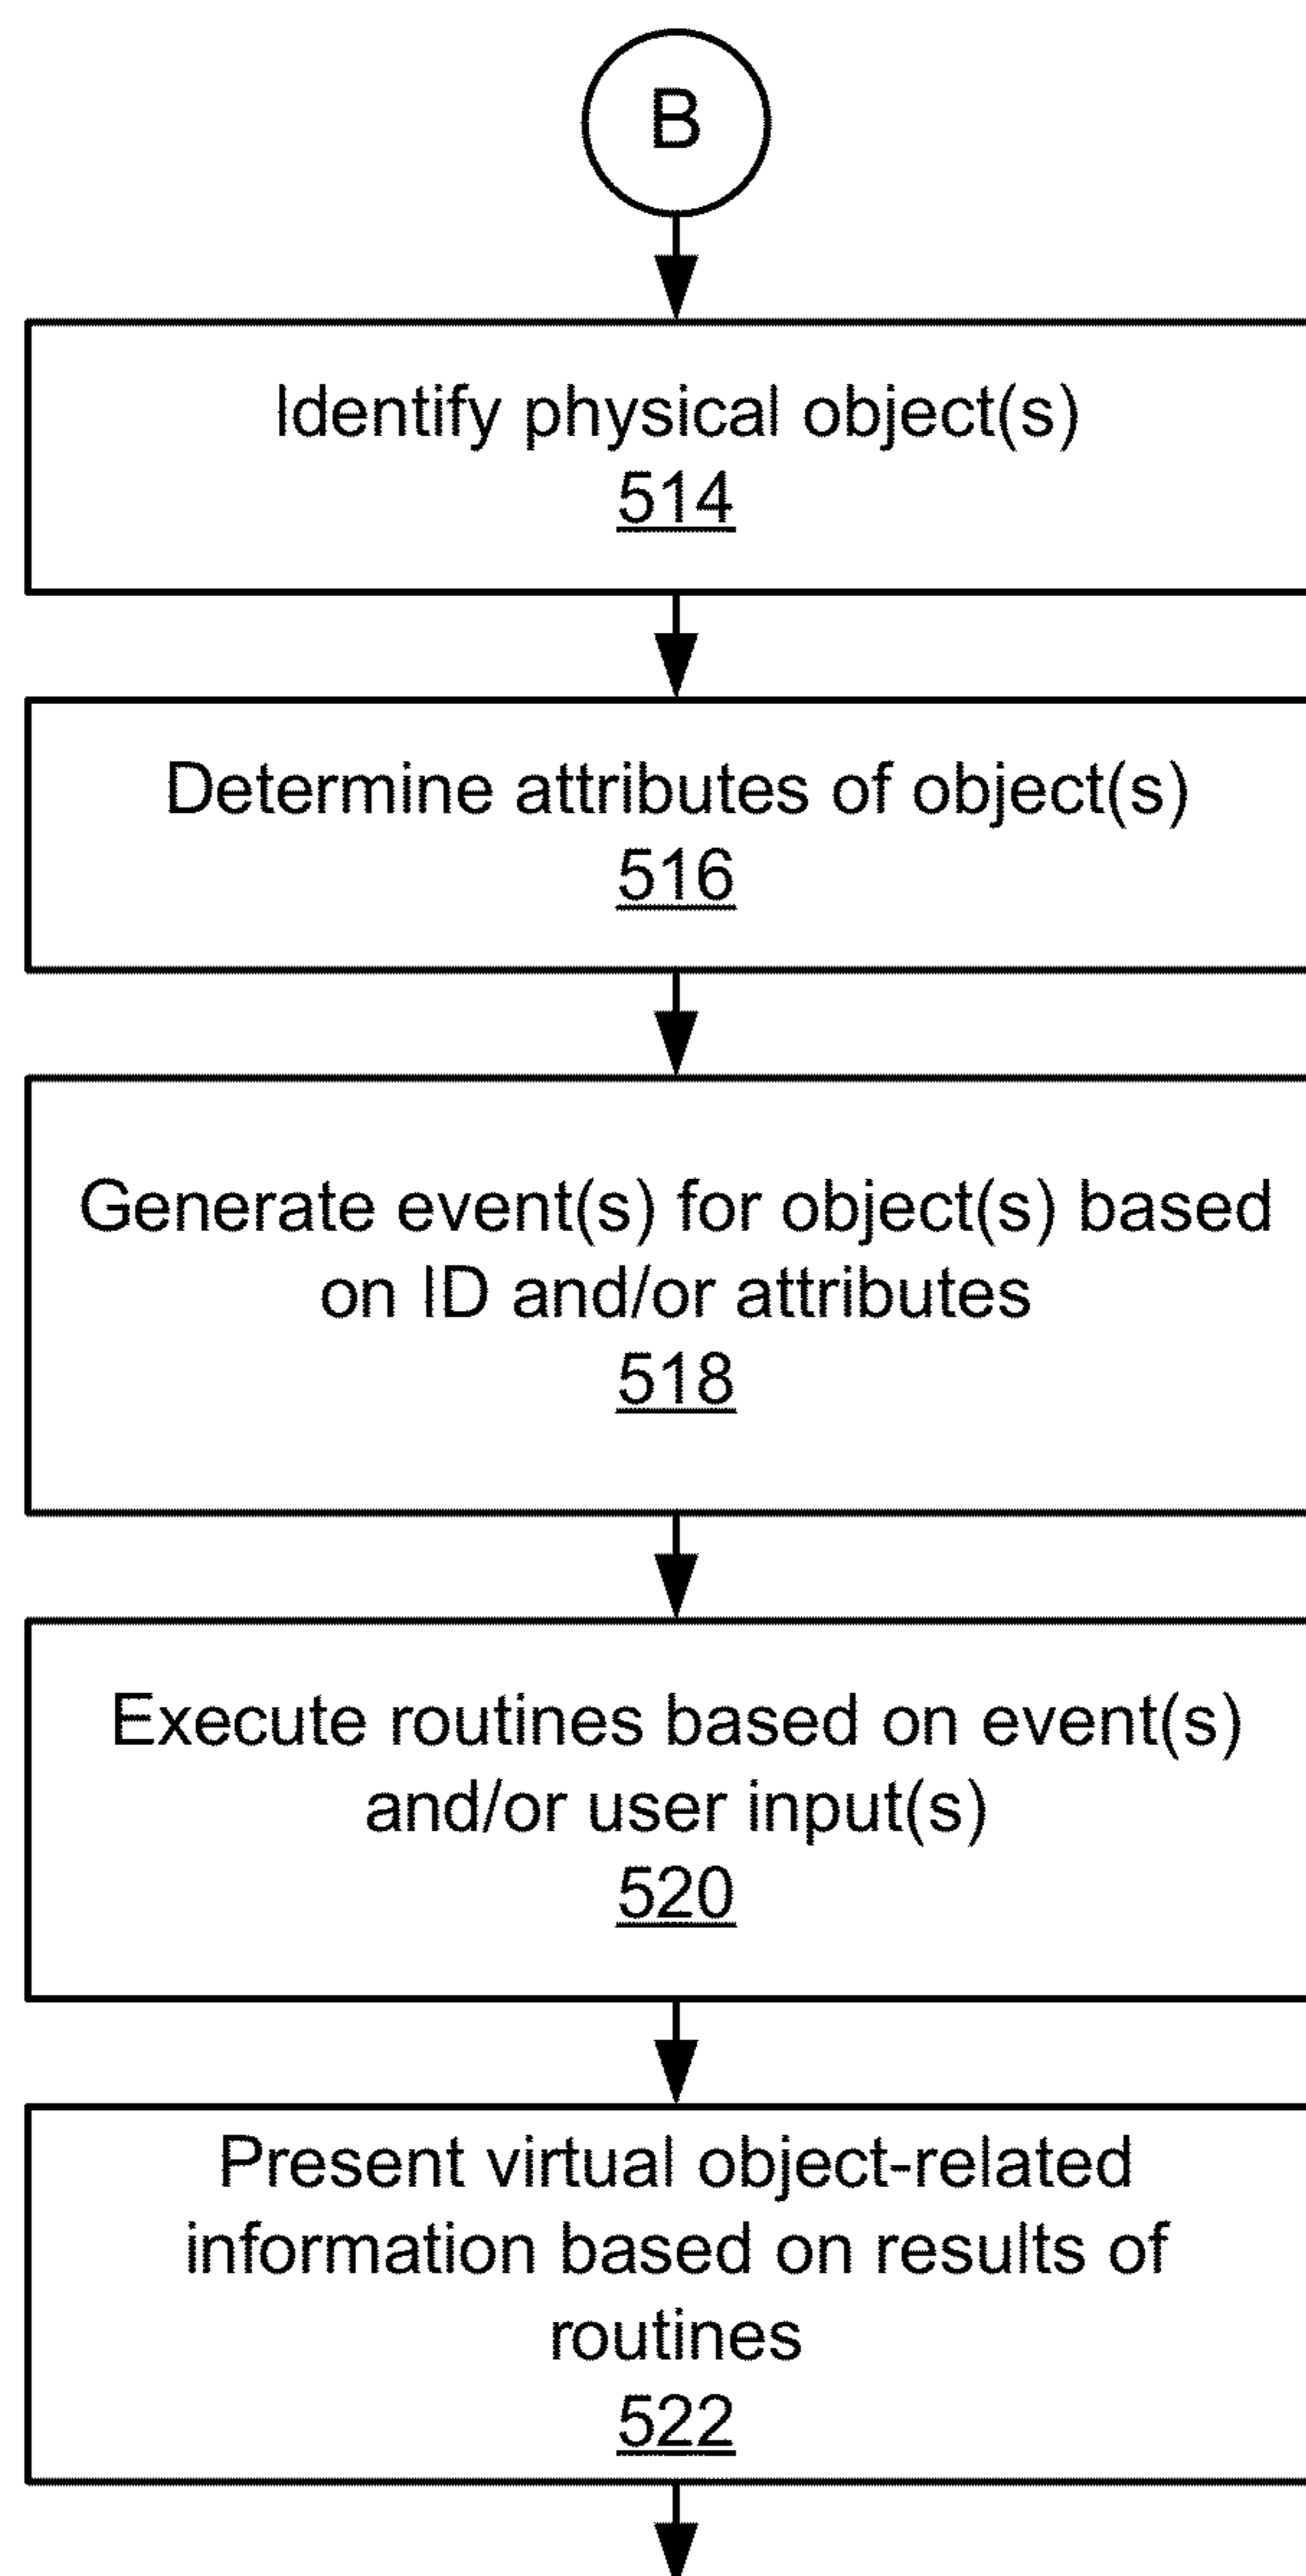 B
Identify physical object(s)
514
Determine attributes of object(s)
516
Generate event(s) for object(s) based
on ID and/or attributes
518
Execute routines based on event(s)
and/or user input(s)
520
Present virtual object-related
information based on results of
routines
522